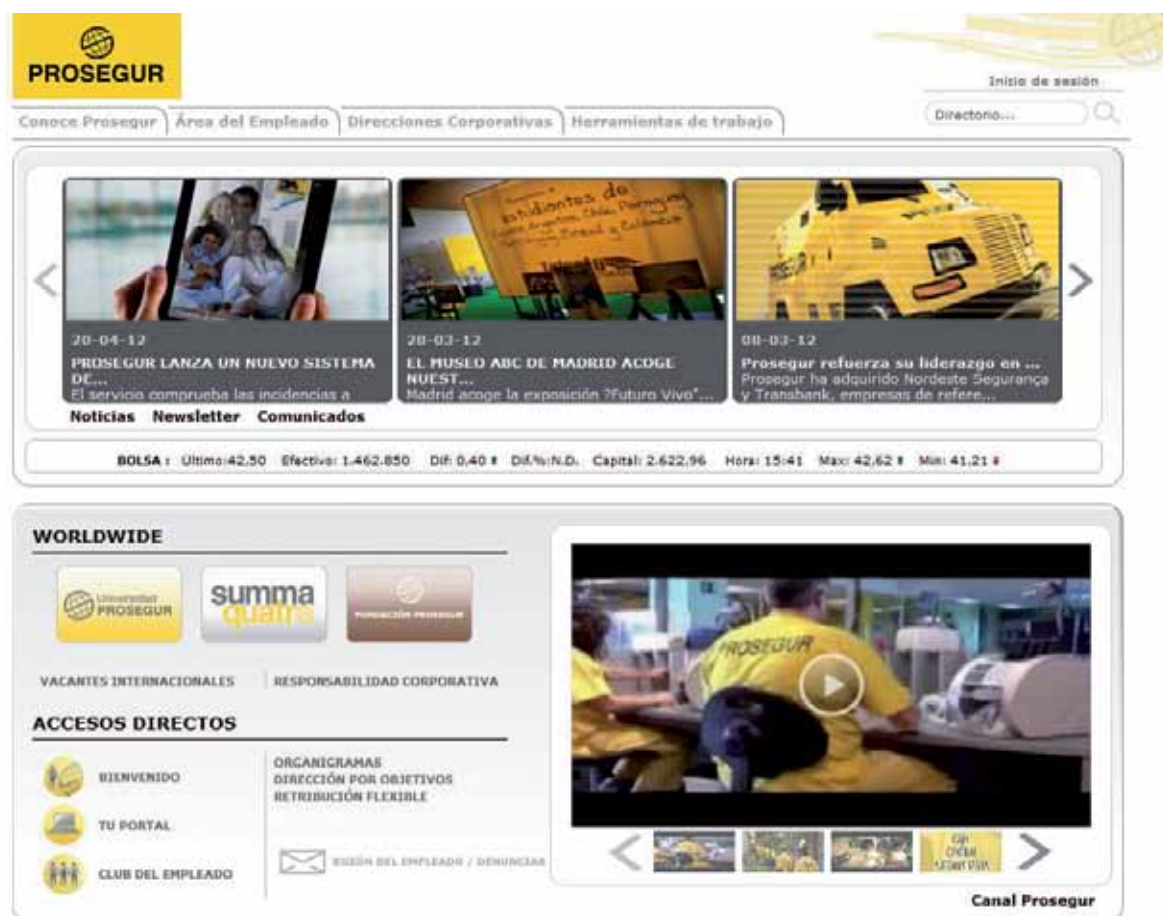 PROSEGUR
Inicio de sesión
Conoce Prosegur Área del Empleado Direcciones Corporativas Herramientas de trabajo
Directorio...
estudiantes de
20-04-12
PROSEGUR LANZA UN NUEVO SISTEMA
DE...
El servicio comprueba las incidencias a
28-03-12
EL MUSEO ABC DE MADRID ACOGE
NUEST...
Madrid acoge la exposición ?Futuro Vivo"...
08-03-12
Prosegur refuerza su liderazgo en ...
Prosegur ha adquirido Nordeste Segurança
y Transbank, empresas de refere...
Noticias Newsletter Comunicados
BOLSA : Último:42,50 Efectivo: 1.462.850 Dif: 0,40 Dif.%:N.D. Capital: 2.622,96 Hora: 15:41 Max: 42,62 Min: 41,21
WORLDWIDE
Universidad
PROSEGUR
summa
quatro
FUNDACIÓN PROSEGUR
VACANTES INTERNACIONALES
RESPONSABILIDAD CORPORATIVA
ACCESOS DIRECTOS
BIENVENIDO
TU PORTAL
CLUB DEL EMPLEADO
ORGANIGRAMAS
DIRECCIÓN POR OBJETIVOS
RETRIBUCIÓN FLEXIBLE
BUZÓN DEL EMPLEADO / DENUNCIAS
PROSEGUR
Canal Prosegur